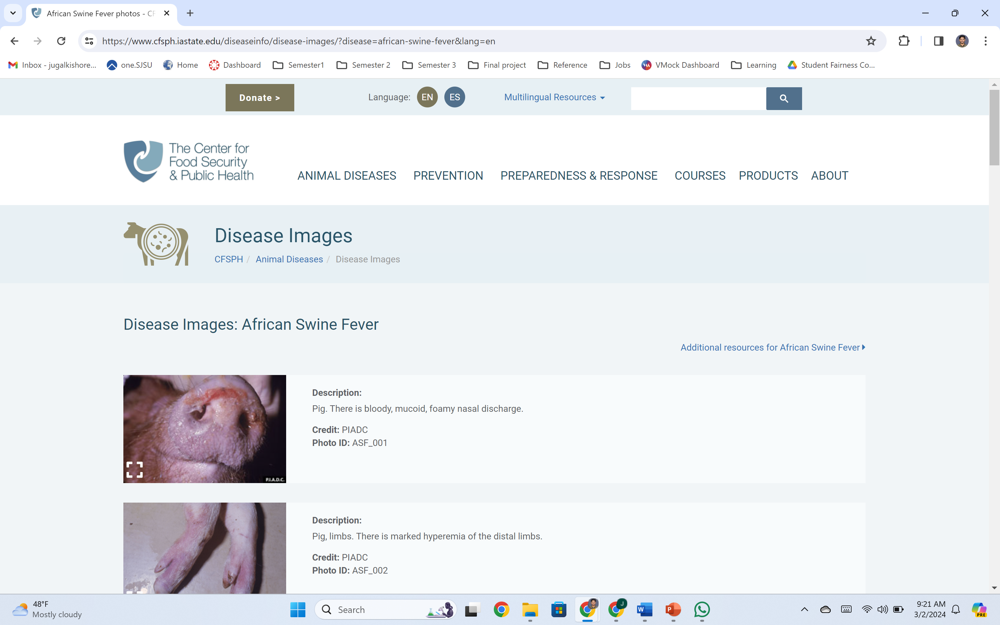 African Swine Fever photos - CF
https://www.cfsph.iastate.edu/diseaseinfo/disease-images/?disease=african-swine-fever&lang=en
Inbox - jugalkishore... one.SJSU Home Dashboard Semester1 Semester 2 Semester 3 Final project Reference Jobs VMock Dashboard Learning Student Fairness Co...
Donate > Language: EN ES Multilingual Resources
The Center for
Food Security
& Public Health
ANIMAL DISEASES PREVENTION PREPAREDNESS & RESPONSE COURSES PRODUCTS ABOUT
Disease Images
CFSPH / Animal Diseases / Disease Images
Disease Images: African Swine Fever
Additional resources for African Swine Fever
Description:
Pig. There is bloody, mucoid, foamy nasal discharge.
Credit: PIADC
Photo ID: ASF_001
P.I.A.D.C.
Description:
Pig, limbs. There is marked hyperemia of the distal limbs.
Credit: PIADC
Photo ID: ASF_002
48°F
Mostly cloudy
Search
J
W
P
9:21 AM
3/2/2024
PRE